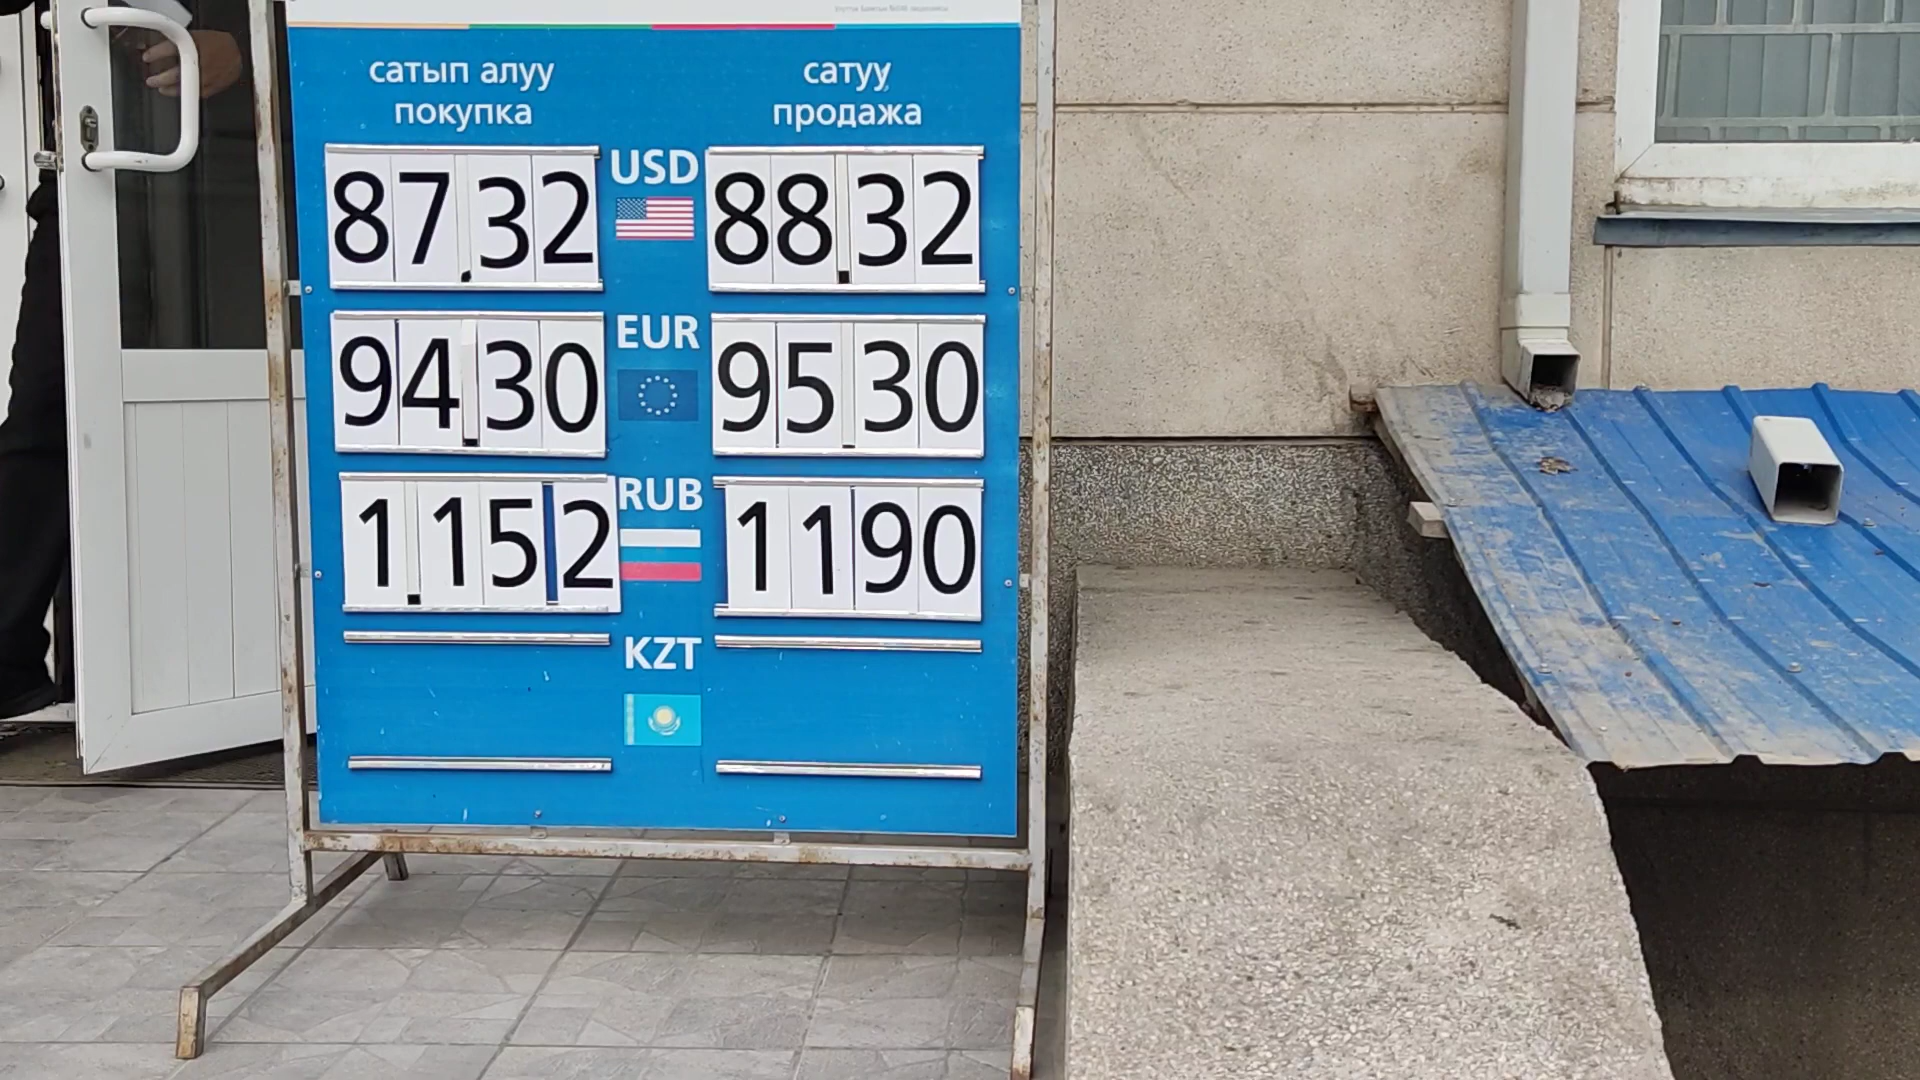 сатып алуу сатуу
покупка продажа
87.32 USD 88.32
94.30 EUR 95.30
1.152 RUB 1190
KZT